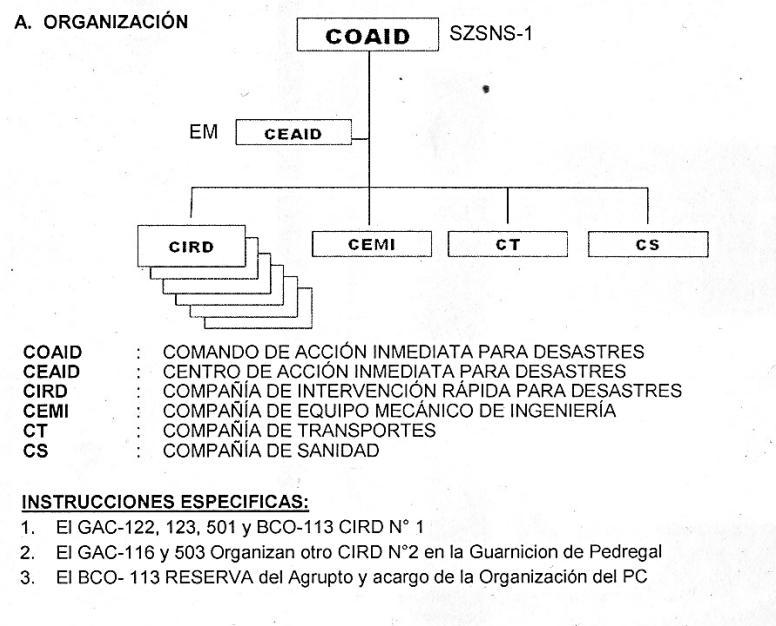 A. ORGANIZACIÓN
COAID SZSNS-1
EM CEAID
CIRD CEMI CT CS
COAID : COMANDO DE ACCIÓN INMEDIATA PARA DESASTRES
CEAID : CENTRO DE ACCIÓN INMEDIATA PARA DESASTRES
CIRD : COMPAÑÍA DE INTERVENCIÓN RÁPIDA PARA DESASTRES
CEMI : COMPAÑÍA DE EQUIPO MECÁNICO DE INGENIERÍA
CT : COMPAÑÍA DE TRANSPORTES
CS : COMPAÑÍA DE SANIDAD
INSTRUCCIONES ESPECIFICAS:
1. El GAC-122, 123, 501 y BCO-113 CIRD N° 1
2. El GAC-116 y 503 Organizan otro CIRD N°2 en la Guarnicion de Pedregal
3. El BCO- 113 RESERVA del Agrupto y acargo de la Organización del PC